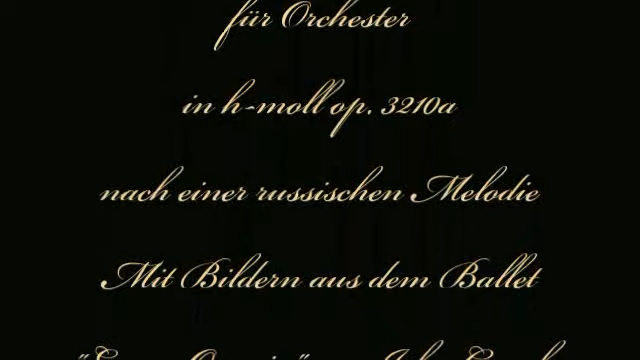 für Orchester
in h-moll op. 3210a
nach einer russischen Melodie
Mit Bildern aus dem Ballet